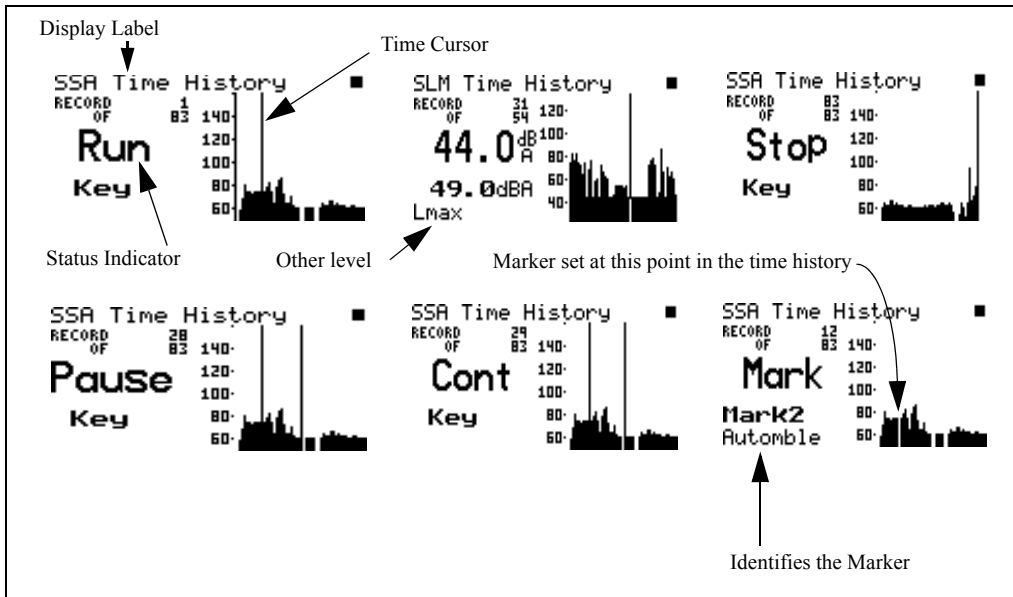 Display Label
Time Cursor
SSA Time History
RECORD 1
OF 83
Run
Key
140
120
100
80
60
SLM Time History
RECORD 31
OF 54
44.0 dB A
49.0dBA
Lmax
120
100
80
60
40
SSA Time History
RECORD 83
OF 83
Stop
Key
140
120
100
80
60
Status Indicator
Other level
Marker set at this point in the time history
SSA Time History
RECORD 28
OF 83
Pause
Key
140
120
100
80
60
SSA Time History
RECORD 29
OF 83
Cont
Key
140
120
100
80
60
SSA Time History
RECORD 12
OF 83
Mark
Mark2
Automble
140
120
100
80
60
Identifies the Marker